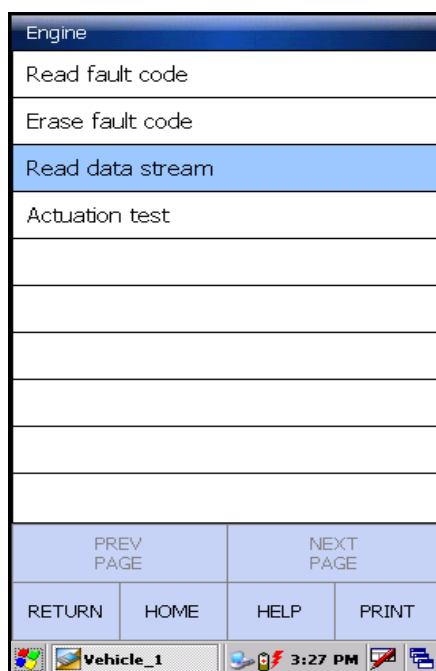 Engine
Read fault code
Erase fault code
Read data stream
Actuation test
PREV
PAGE
NEXT
PAGE
RETURN
HOME
HELP
PRINT
Vehicle_1
3:27 PM